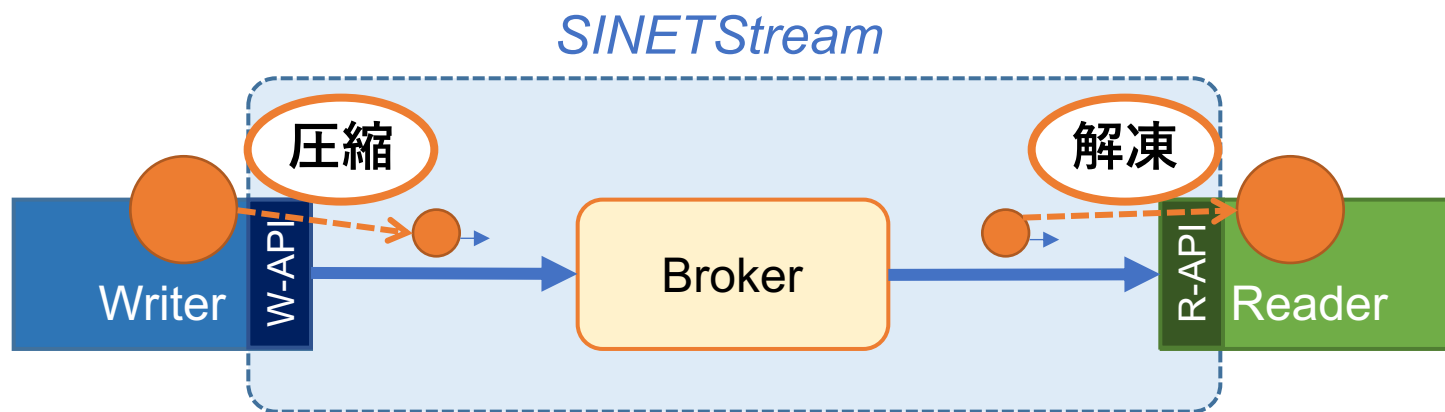 SINETStream
圧縮
解凍
Writer
W-API
Broker
R-API
Reader